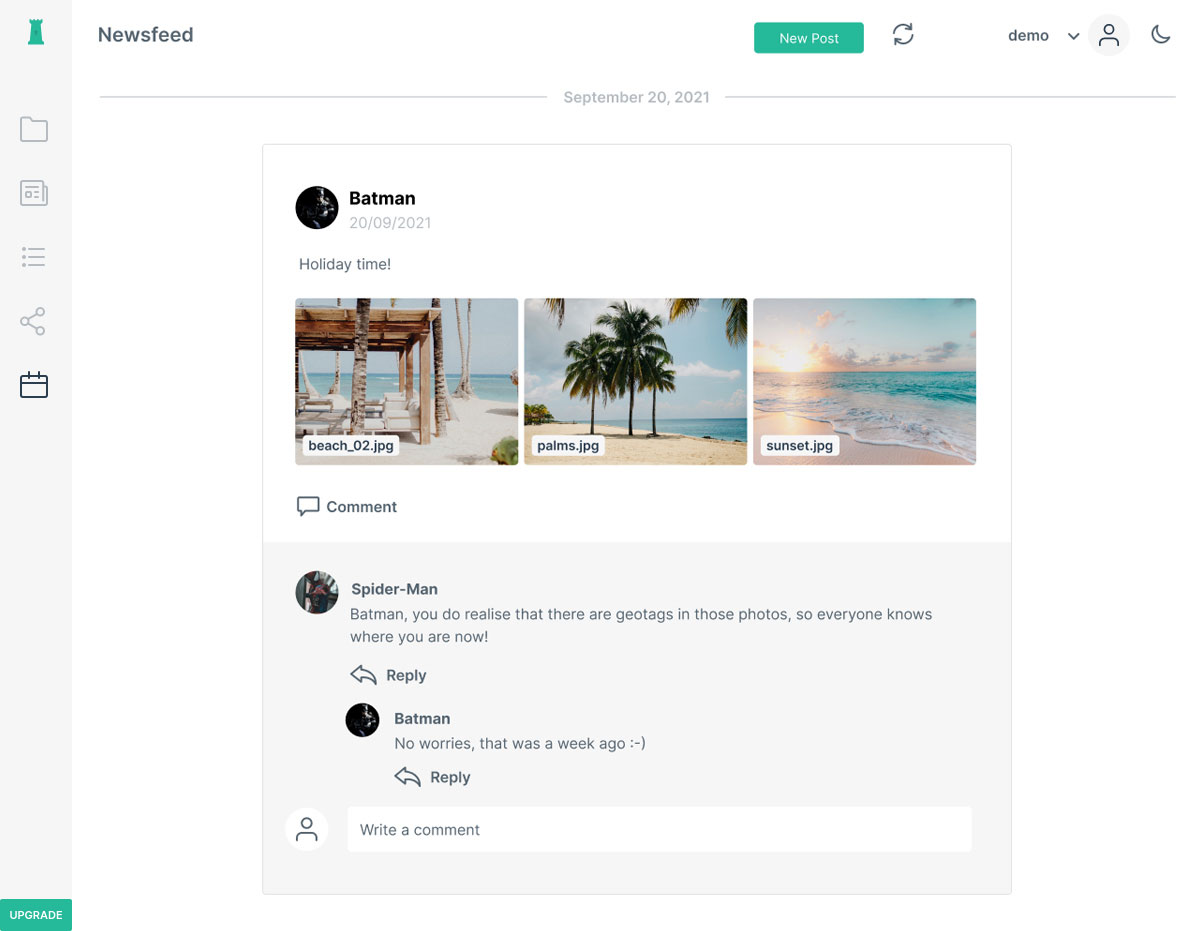 Newsfeed
New Post
demo
September 20, 2021
Batman
20/09/2021
Holiday time!
beach_02.jpg
palms.jpg
sunset.jpg
Comment
Spider-Man
Batman, you do realise that there are geotags in those photos, so everyone knows
where you are now!
Reply
Batman
No worries, that was a week ago :-)
Reply
Write a comment
UPGRADE